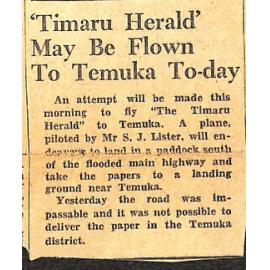 ‘Timaru Herald’
May Be Flown
To Temuka To-day
An attempt will be made this
morning to fly "The Timaru
Herald" to Temuka. A plane,
piloted by Mr S. J. Lister, will en-
deavour to land in a paddock south
of the flooded main highway and
take the papers to a landing
ground near Temuka.
Yesterday the road was im-
passable and it was not possible to
deliver the paper in the Temuka
district.